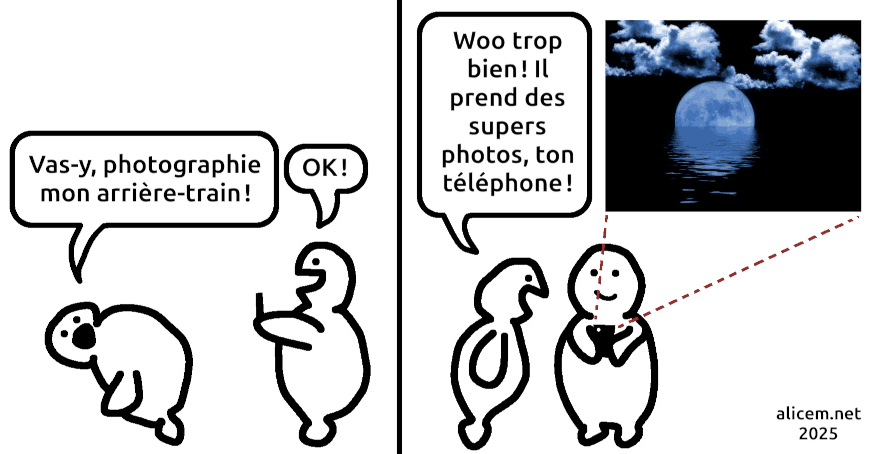 Vas-y, photographie
mon arrière-train !
OK !
Woo trop
bien ! Il
prend des
supers
photos, ton
téléphone !
alicem.net
2025